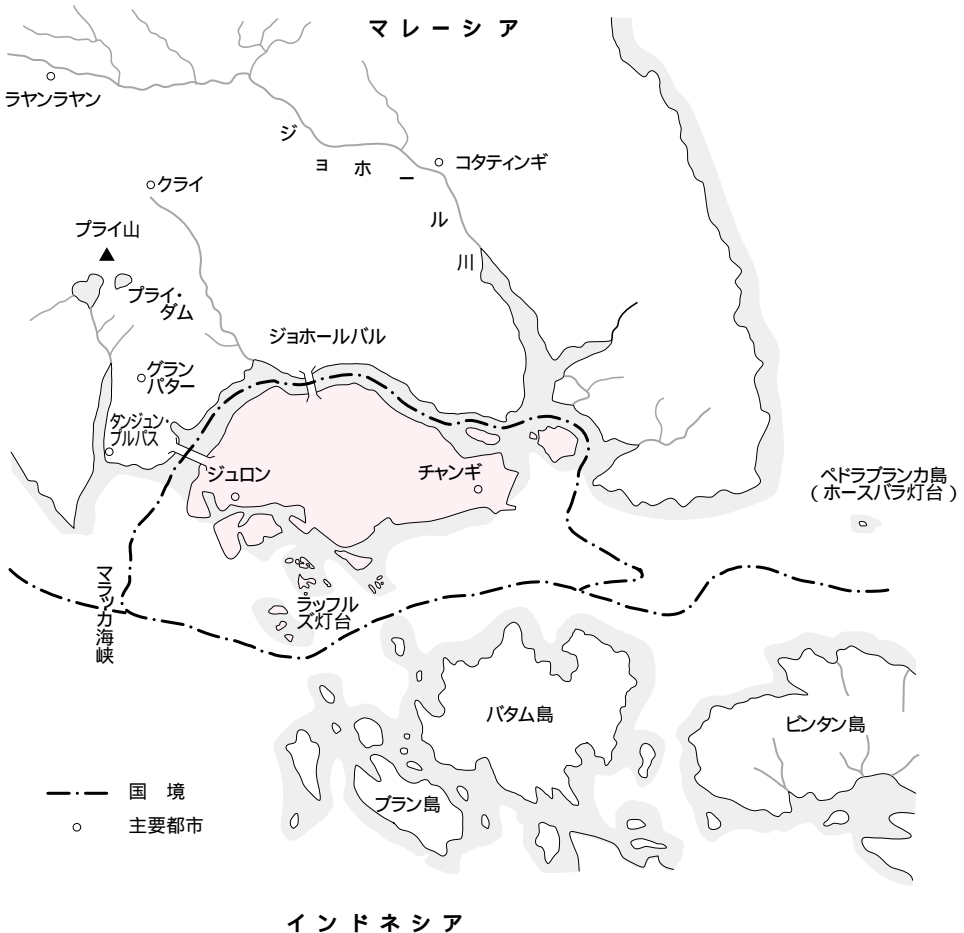 マレーシア
ラヤンラヤン
ジョホール川
コタティンギ
クライ
プライ山
プライ・
ダム
ジョホールバル
グラン
パター
タンジュン・
プルパス
ジュロン
チャンギ
ペドラブランカ島
(ホースバラ灯台)
マラッカ海峡
ラッフル
ズ灯台
バタム島
ビンタン島
ブラン島
国境
主要都市
インドネシア